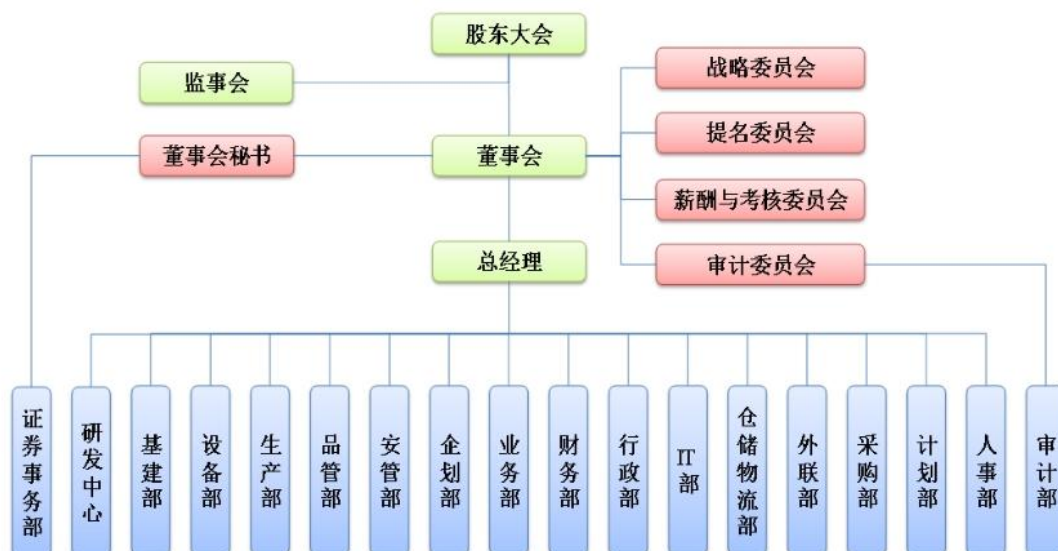 股东大会
监事会
战略委员会
提名委员会
董事会秘书
董事会
薪酬与考核委员会
总经理
审计委员会
证券事务部
研发中心
基建部
设备部
生产部
品管部
安管部
企划部
业务部
财务部
行政部
IT部
仓储物流部
外联部
采购部
计划部
人事部
审计部